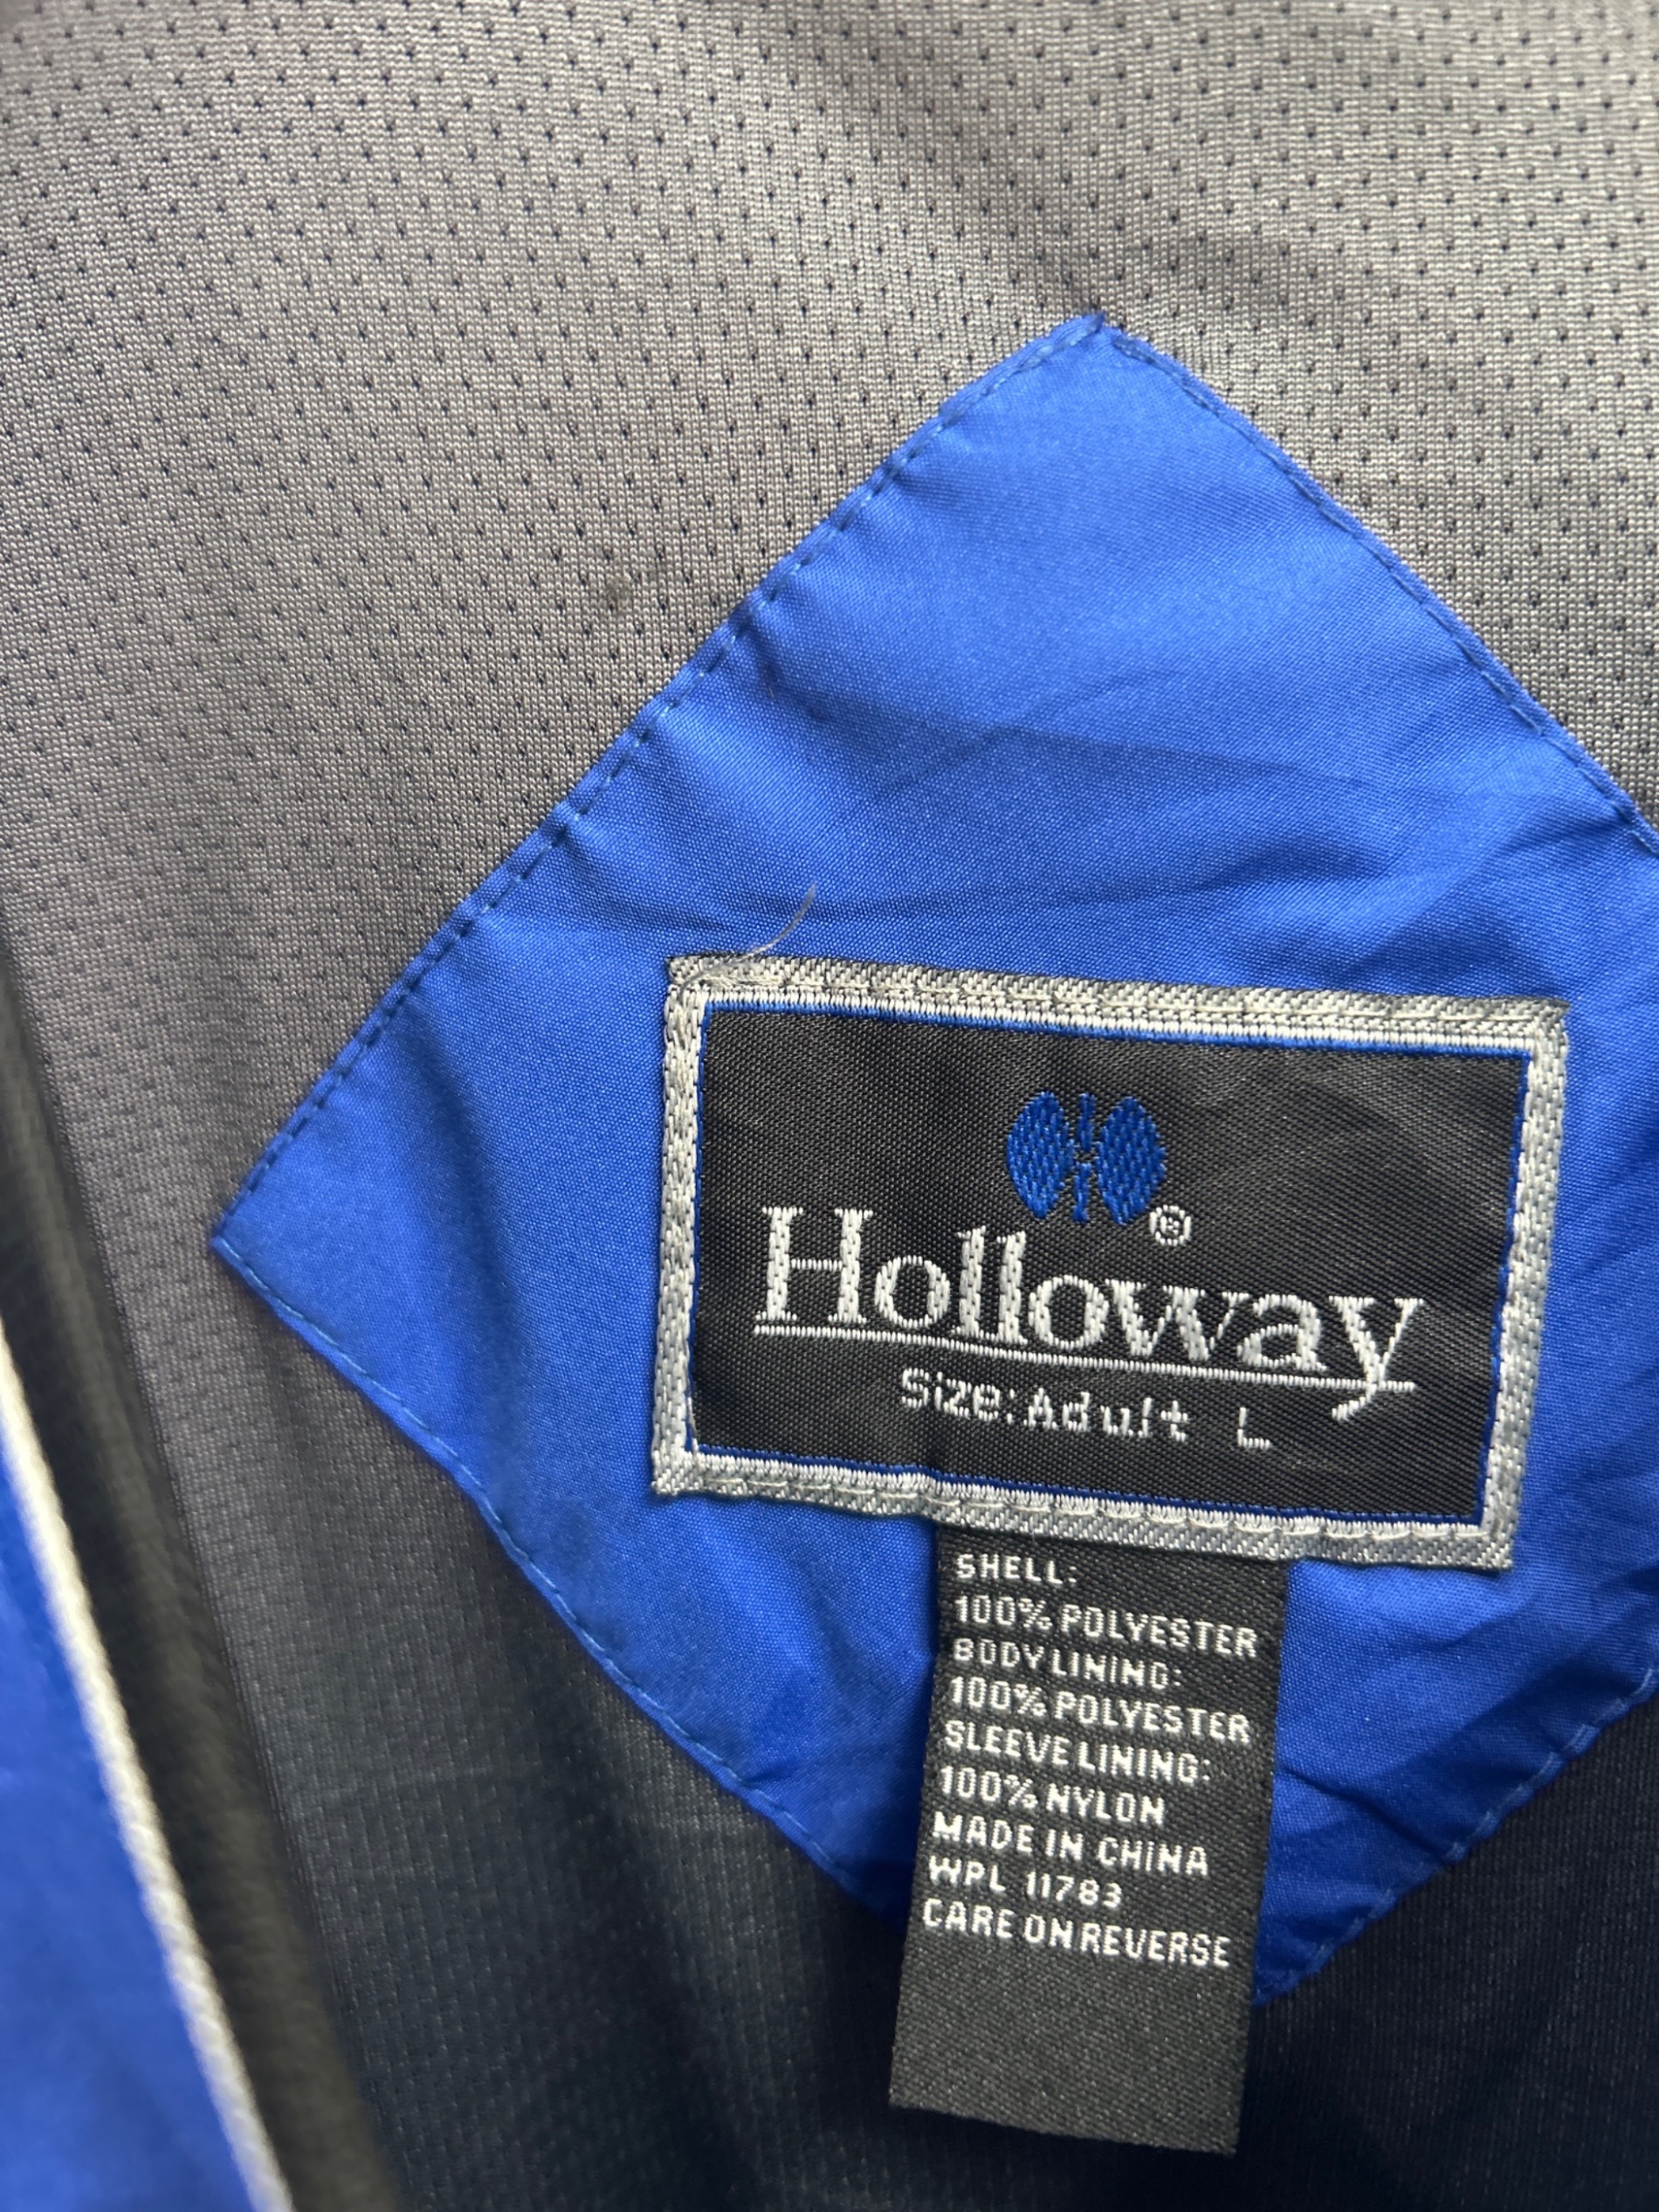 ®
Holloway
Size: Adult L
SHELL:
100% POLYESTER
BODY LINING:
100% POLYESTER
SLEEVE LINING:
100% NYLON
MADE IN CHINA
WPL 11783
CARE ON REVERSE